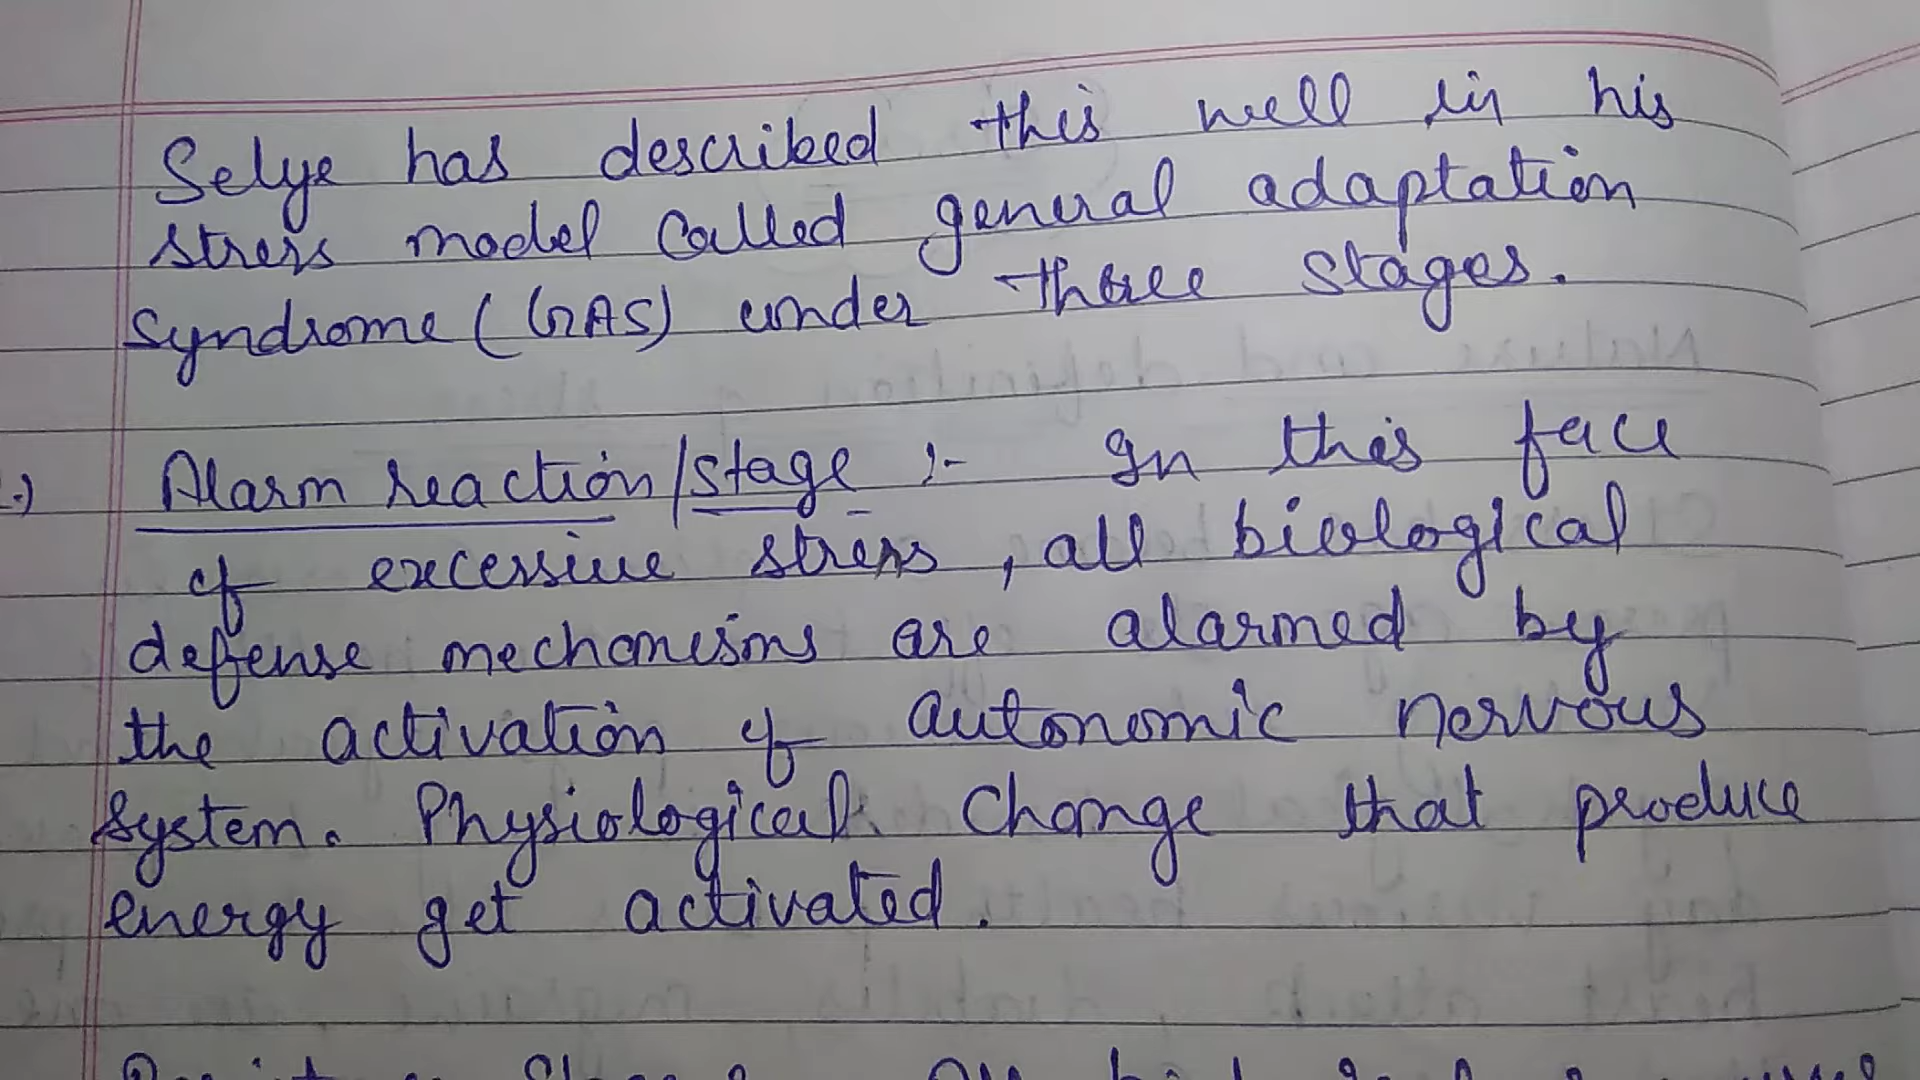 Selye has described this well in his
stress model called general adaptation
syndrome (GAS) under three stages.
Alarm reaction/stage :- In this face
of excessive stress, all biological
defense mechanisms are alarmed by
the activation of autonomic nervous
system. Physiological change that produce
energy get activated.